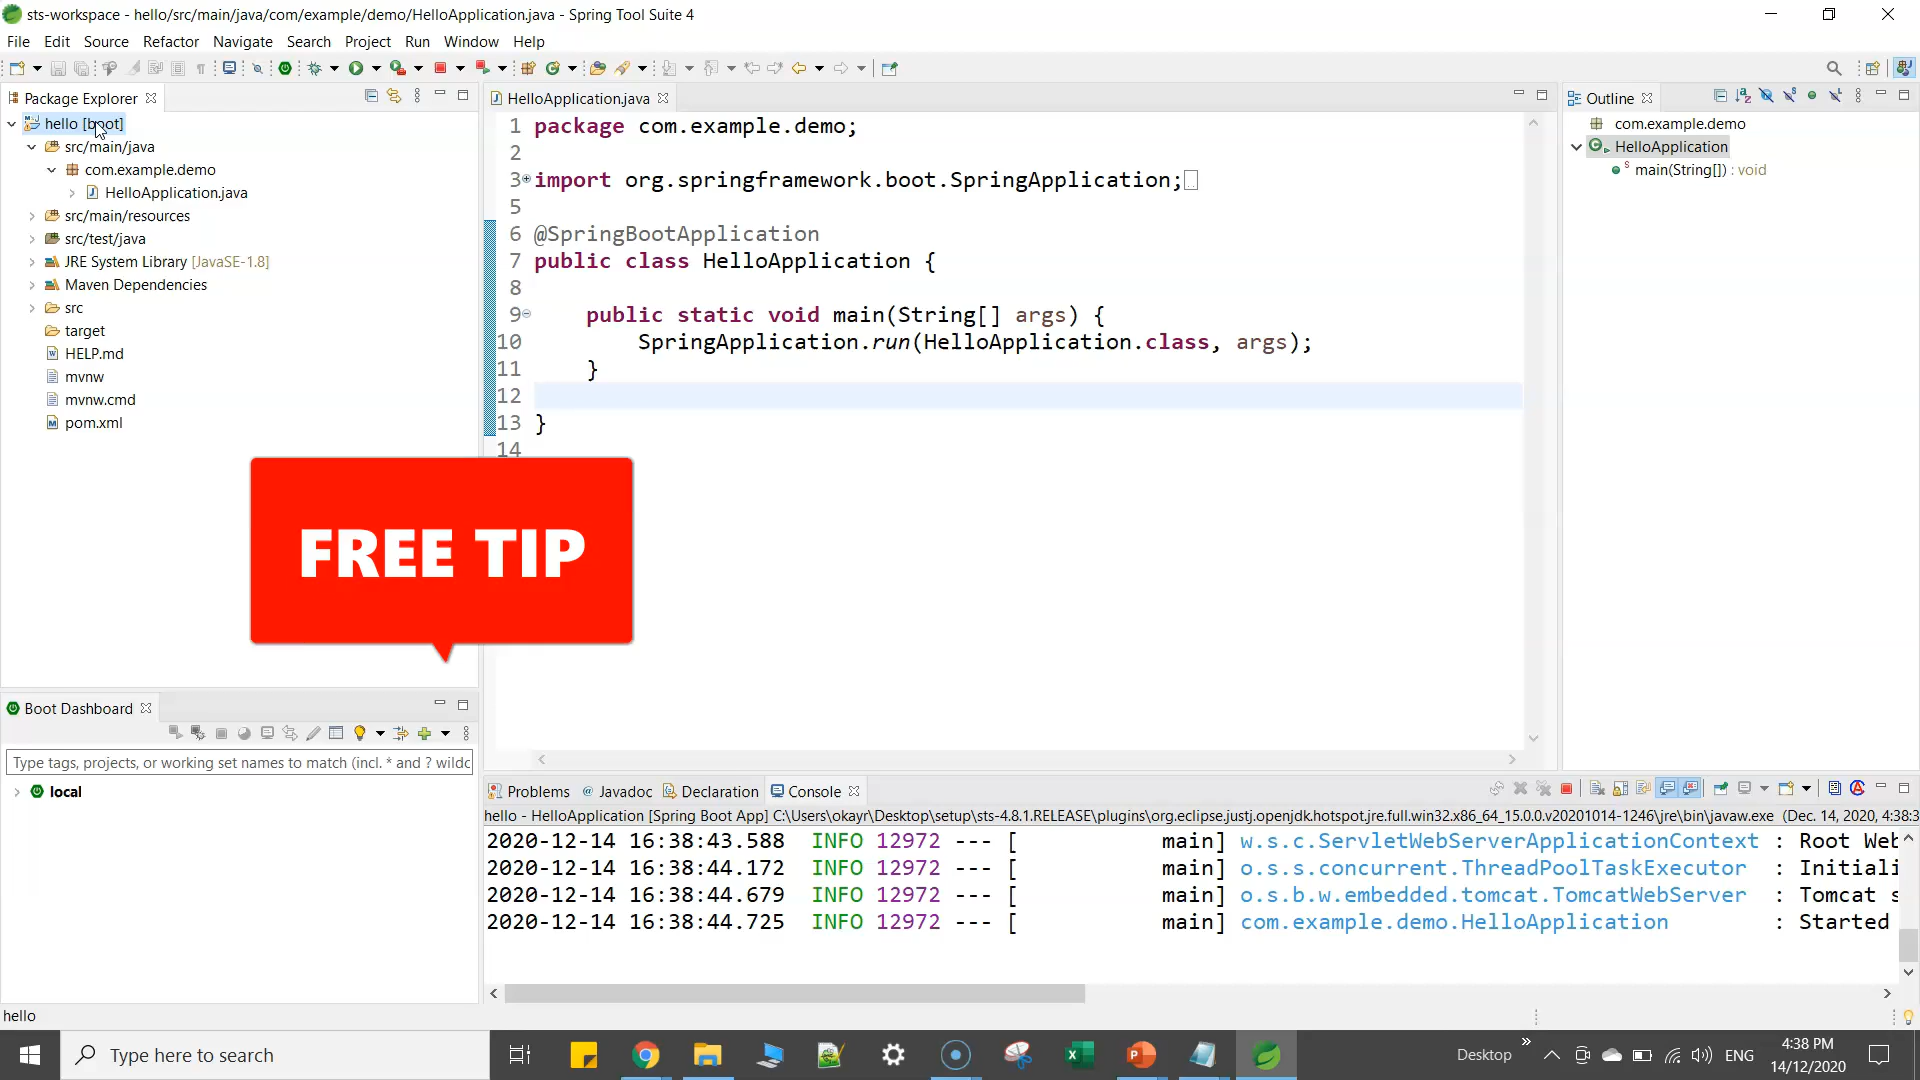 sts-workspace - hello/src/main/java/com/example/demo/HelloApplication.java - Spring Tool Suite 4
File Edit Source Refactor Navigate Search Project Run Window Help
Package Explorer
hello [boot]
src/main/java
com.example.demo
HelloApplication.java
src/main/resources
src/test/java
JRE System Library [JavaSE-1.8]
Maven Dependencies
src
target
HELP.md
mvnw
mvnw.cmd
pom.xml
HelloApplication.java
1 package com.example.demo;
2
3 import org.springframework.boot.SpringApplication;
5
6 @SpringBootApplication
7 public class HelloApplication {
8
9 public static void main(String[] args) {
10 SpringApplication.run(HelloApplication.class, args);
11 }
12
13 }
14
FREE TIP
Outline
com.example.demo
HelloApplication
main(String[]) : void
Boot Dashboard
Type tags, projects, or working set names to match (incl. * and ? wildc
local
Problems @ Javadoc Declaration Console
hello - HelloApplication [Spring Boot App] C:\Users\okayr\Desktop\setup\sts-4.8.1.RELEASE\plugins\org.eclipse.justj.openjdk.hotspot.jre.full.win32.x86_64_15.0.0.v20201014-1246\jre\bin\javaw.exe (Dec. 14, 2020, 4:38:3
2020-12-14 16:38:43.588 INFO 12972 --- [ main] w.s.c.ServletWebServerApplicationContext : Root Web
2020-12-14 16:38:44.172 INFO 12972 --- [ main] o.s.s.concurrent.ThreadPoolTaskExecutor : Initiali
2020-12-14 16:38:44.679 INFO 12972 --- [ main] o.s.b.w.embedded.tomcat.TomcatWebServer : Tomcat s
2020-12-14 16:38:44.725 INFO 12972 --- [ main] com.example.demo.HelloApplication : Started
hello
Type here to search
Desktop
ENG
4:38 PM
14/12/2020